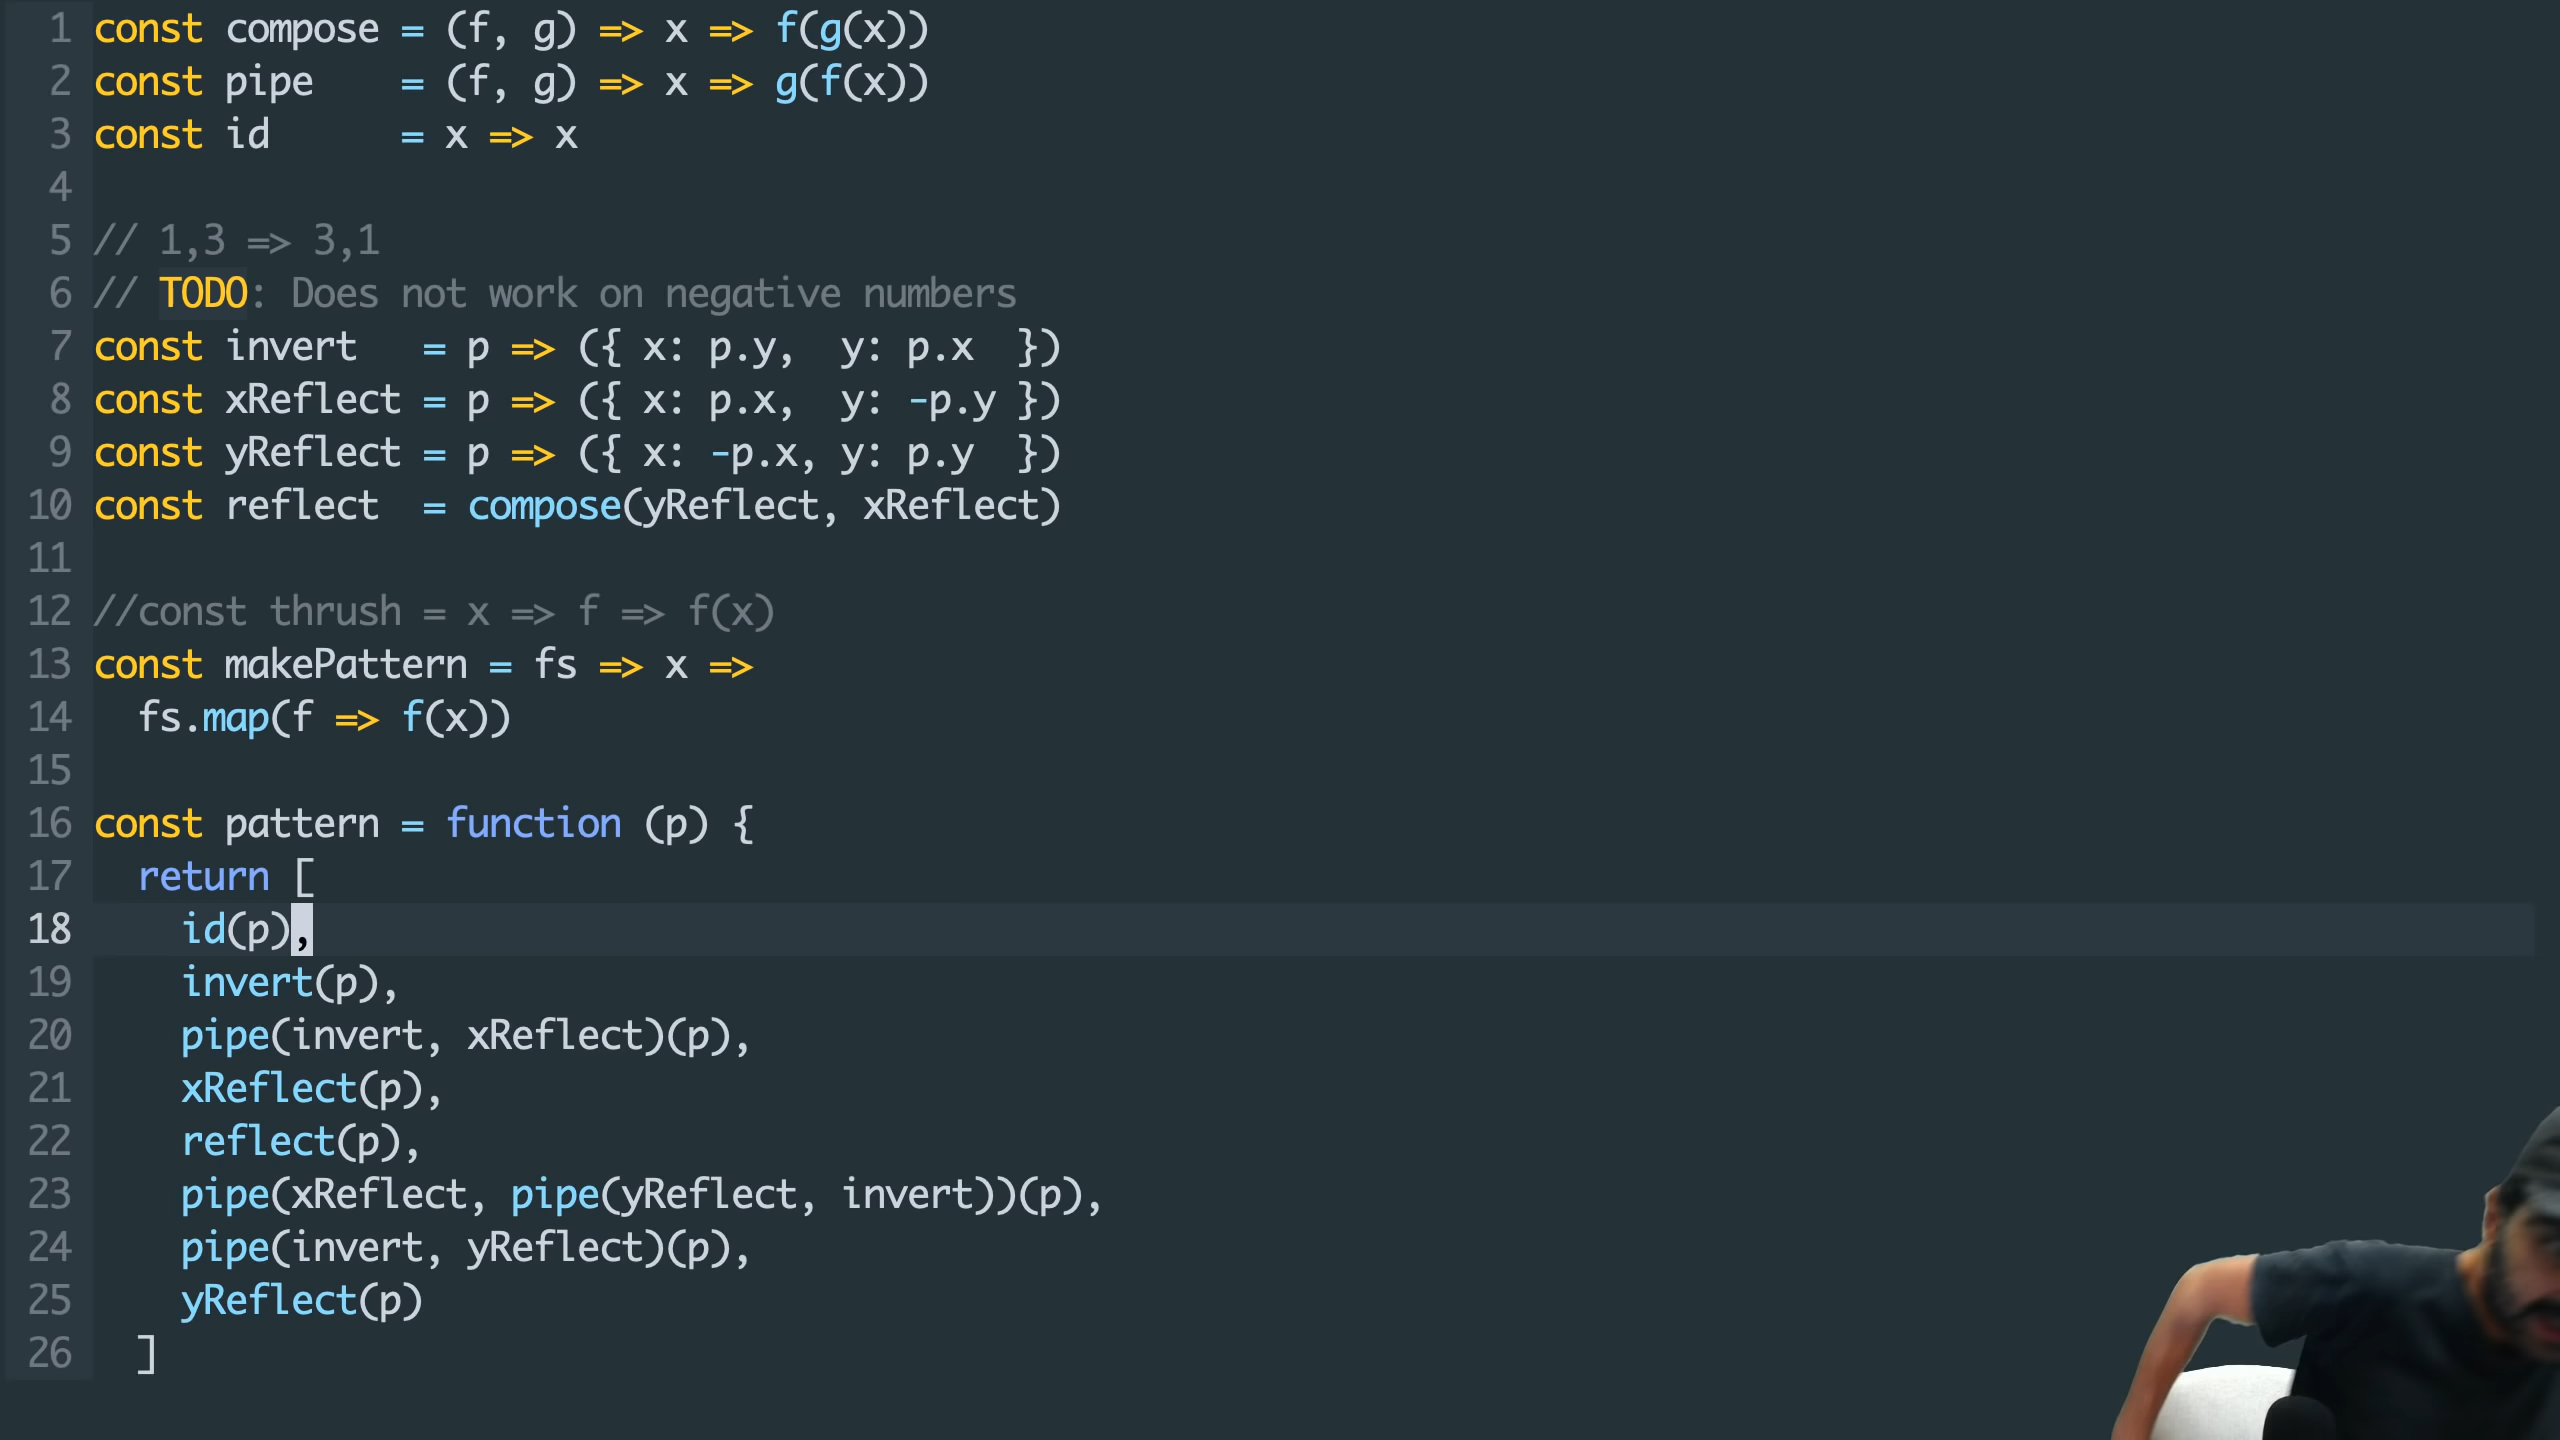 1 const compose = (f, g) => x => f(g(x))
2 const pipe    = (f, g) => x => g(f(x))
3 const id      = x => x
4
5 // 1,3 => 3,1
6 // TODO: Does not work on negative numbers
7 const invert   = p => ({ x: p.y,  y: p.x  })
8 const xReflect = p => ({ x: p.x,  y: -p.y })
9 const yReflect = p => ({ x: -p.x, y: p.y  })
10 const reflect  = compose(yReflect, xReflect)
11
12 //const thrush = x => f => f(x)
13 const makePattern = fs => x =>
14   fs.map(f => f(x))
15
16 const pattern = function (p) {
17   return [
18     id(p),
19     invert(p),
20     pipe(invert, xReflect)(p),
21     xReflect(p),
22     reflect(p),
23     pipe(xReflect, pipe(yReflect, invert))(p),
24     pipe(invert, yReflect)(p),
25     yReflect(p)
26   ]